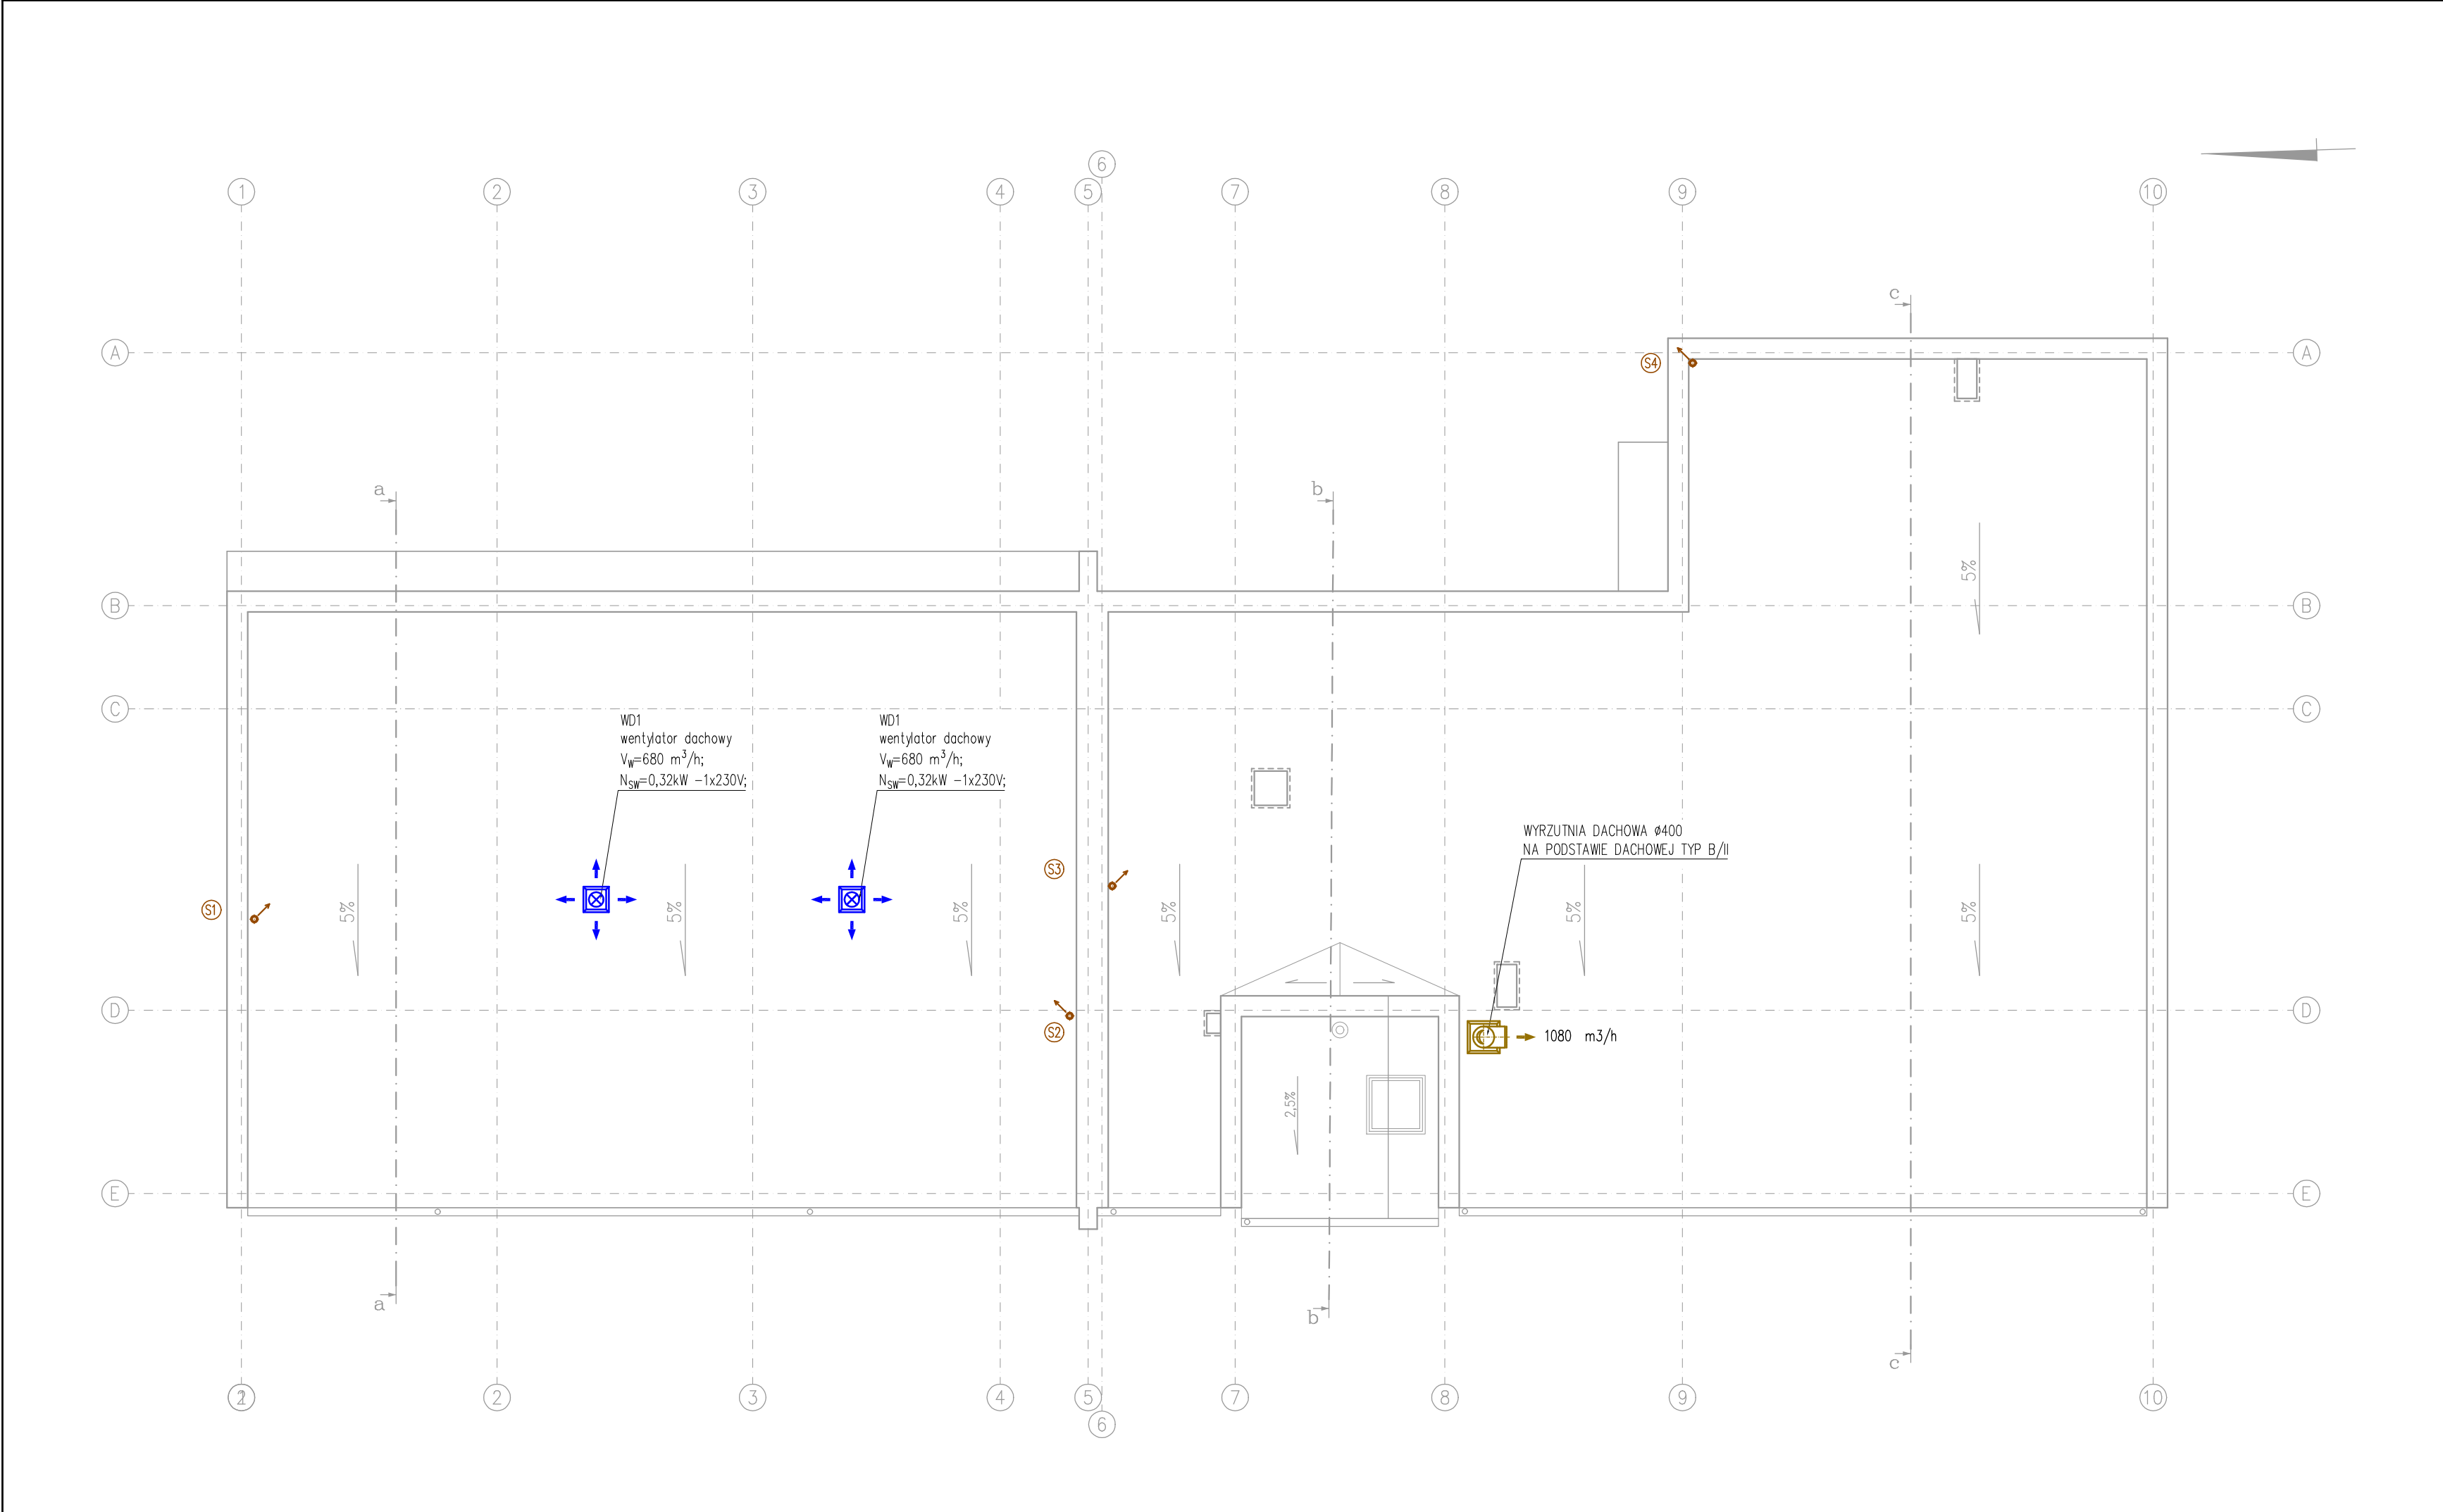 6
1 2 3 4 5 7 8 9 10
c
A A
S4
a b
5%
B B
C C
WD1
wentylator dachowy
VW=680 m³/h;
NSW=0,32kW -1x230V;
WD1
wentylator dachowy
VW=680 m³/h;
NSW=0,32kW -1x230V;
WYRZUTNIA DACHOWA ø400
NA PODSTAWIE DACHOWEJ TYP B/II
S3
S1
5% 5% 5% 5% 5% 5%
D D
S2
1080 m3/h
2,5%
E E
a b
c
2 3 4 5 7 8 9 10
6